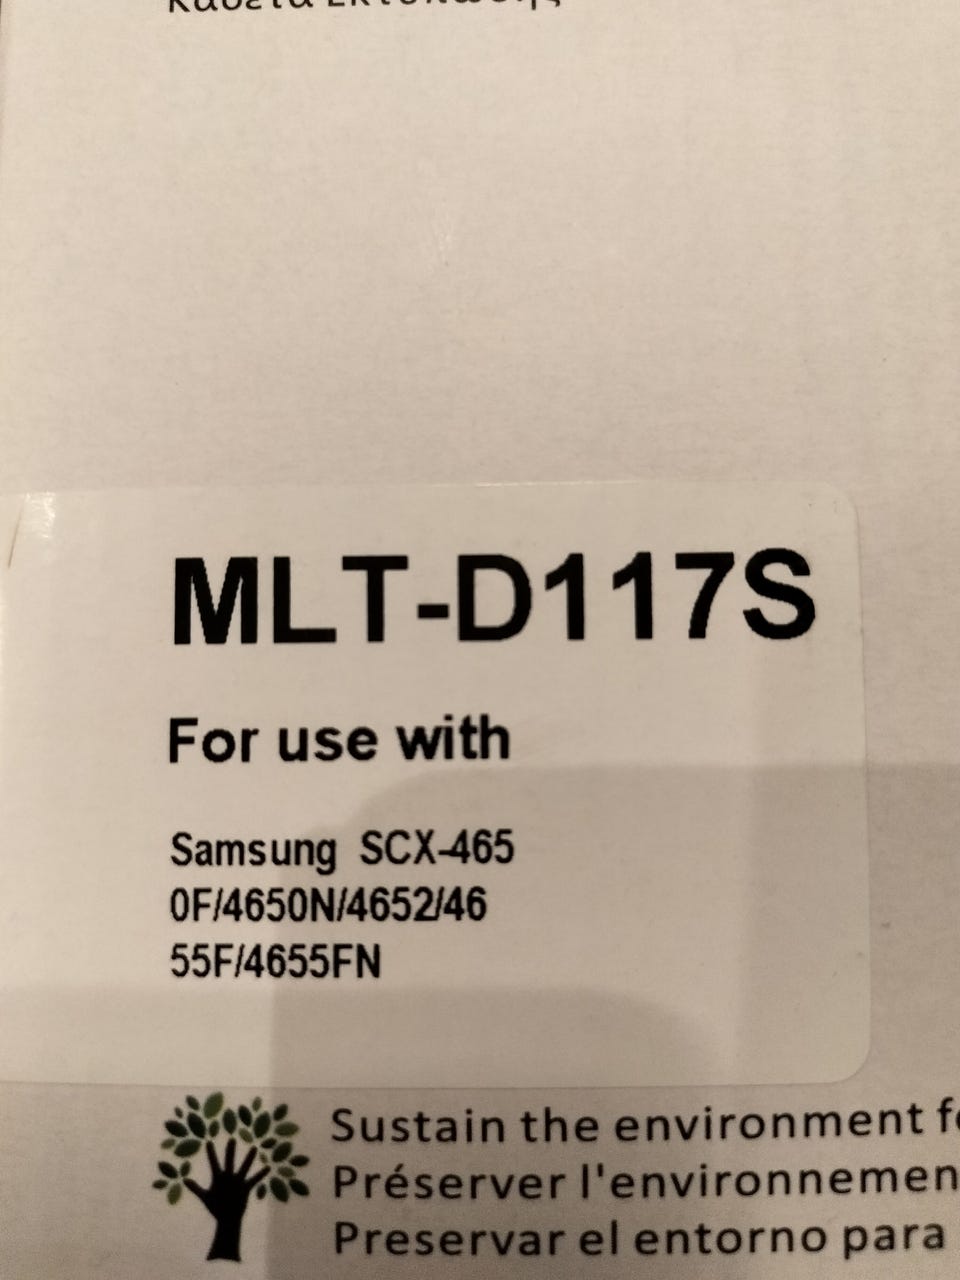 MLT-D117S
For use with
Samsung SCX-465
0F/4650N/4652/46
55F/4655FN
Sustain the environment
Préserver l'environnemen
Preservar el entorno para